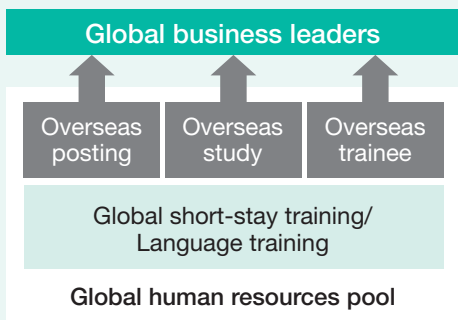 Global business leaders
Overseas
posting
Overseas
study
Overseas
trainee
Global short-stay training/
Language training
Global human resources pool